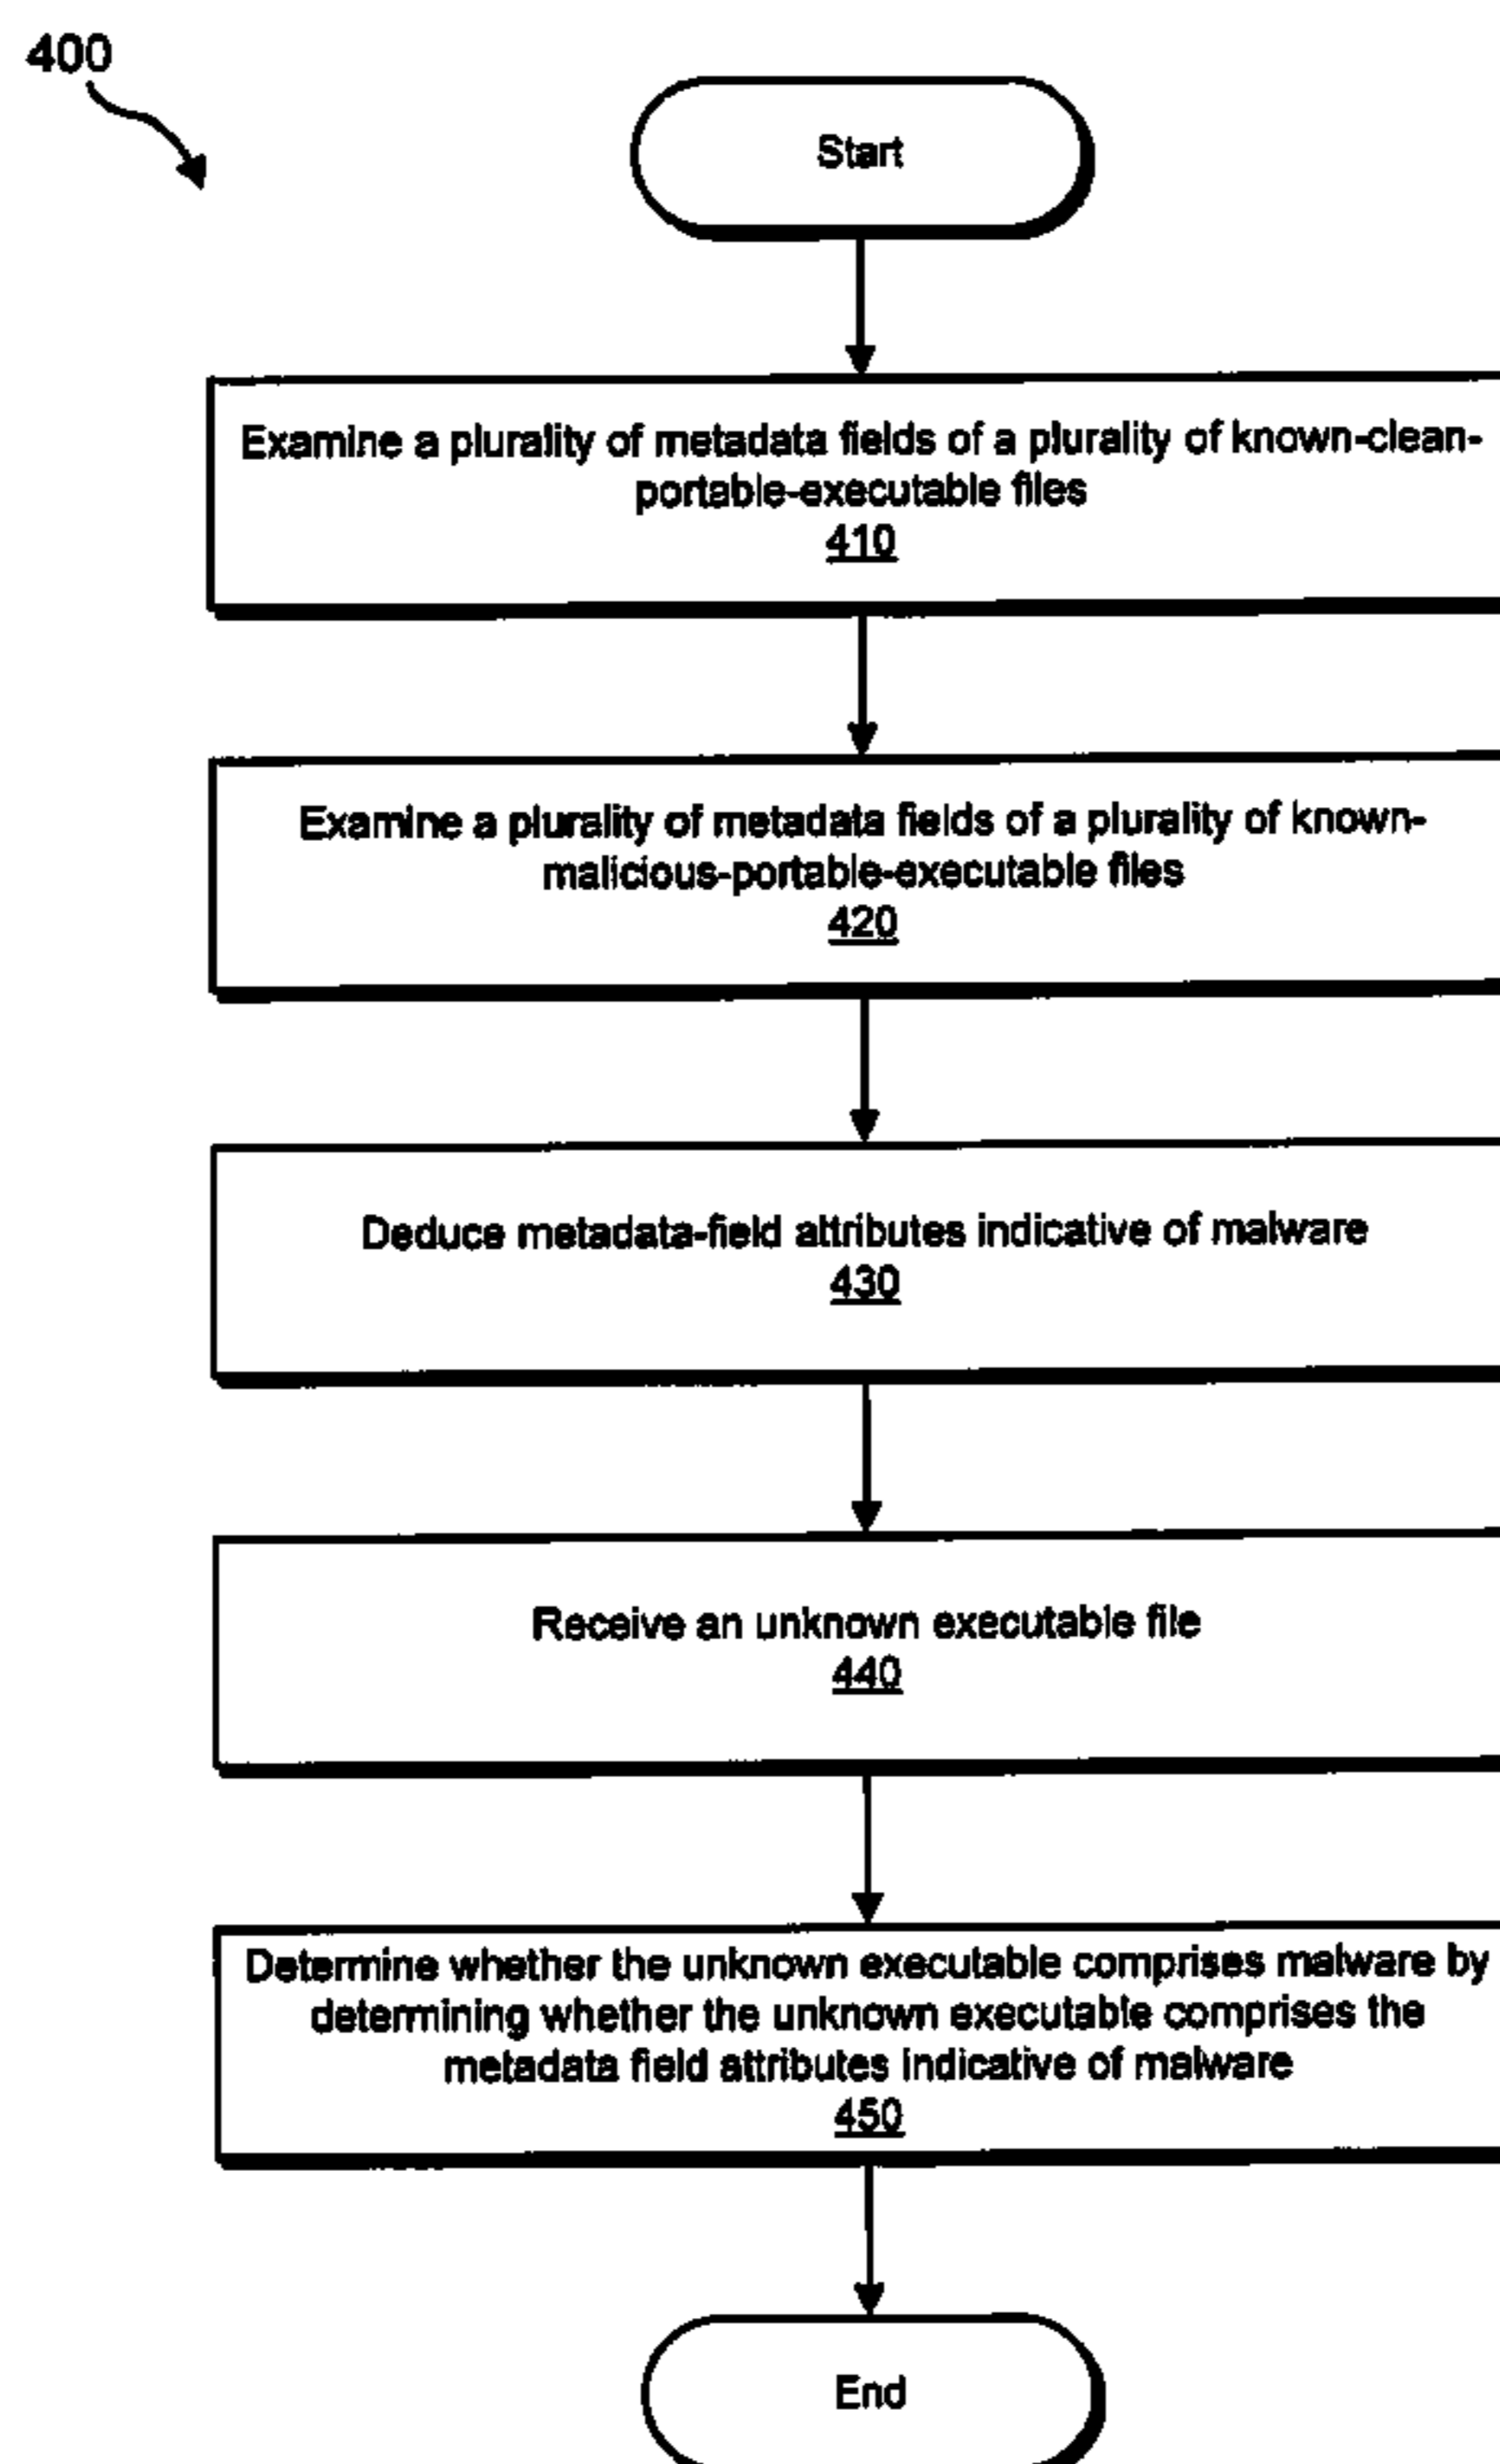 400
Start
Examine a plurality of metadata fields of a plurality of known-clean-
portable-executable files
410
Examine a plurality of metadata fields of a plurality of known-
malicious-portable-executable files
420
Deduce metadata-field attributes indicative of malware
430
Receive an unknown executable file
440
Determine whether the unknown executable comprises malware by
determining whether the unknown executable comprises the
metadata field attributes indicative of malware
450
End